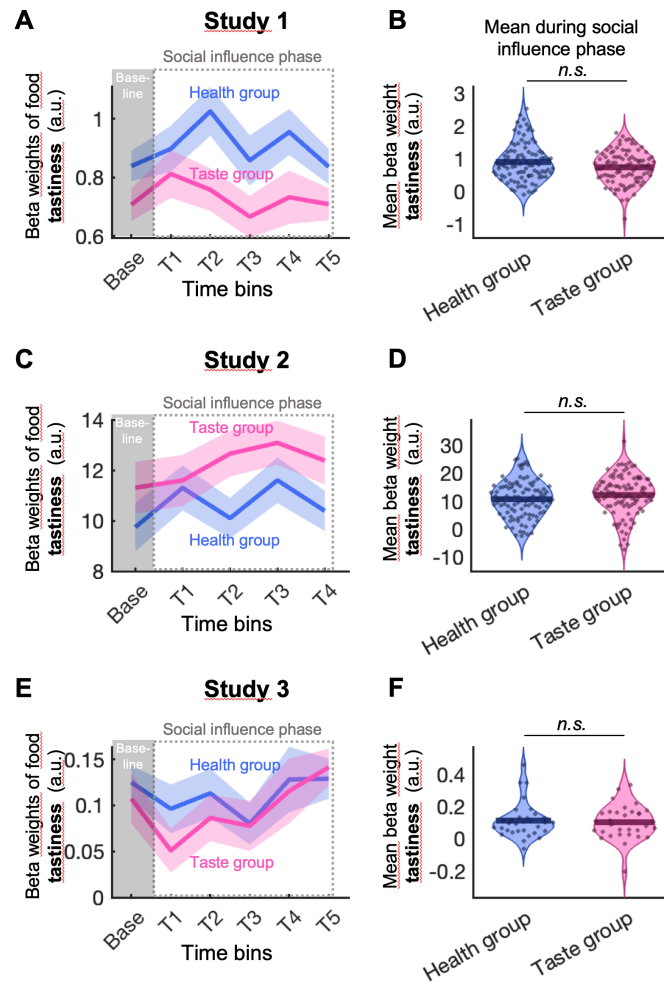 A
Study 1
Social influence phase
Base-
line
Health group
Taste group
Beta weights of food
tastiness (a.u.)
1
0.8
0.6
Base
T1
T2
T3
T4
T5
Time bins
B
Mean during social
influence phase
n.s.
Mean beta weight
tastiness (a.u.)
3
2
1
0
-1
Health group
Taste group
C
Study 2
Social influence phase
Base-
line
Taste group
Health group
Beta weights of food
tastiness (a.u.)
14
12
10
8
Base
T1
T2
T3
T4
Time bins
D
n.s.
Mean beta weight
tastiness (a.u.)
30
20
10
0
-10
Health group
Taste group
E
Study 3
Social influence phase
Base-
line
Health group
Taste group
Beta weights of food
tastiness (a.u.)
0.15
0.1
0.05
0
Base
T1
T2
T3
T4
T5
Time bins
F
n.s.
Mean beta weight
tastiness (a.u.)
0.4
0.2
0
-0.2
Health group
Taste group